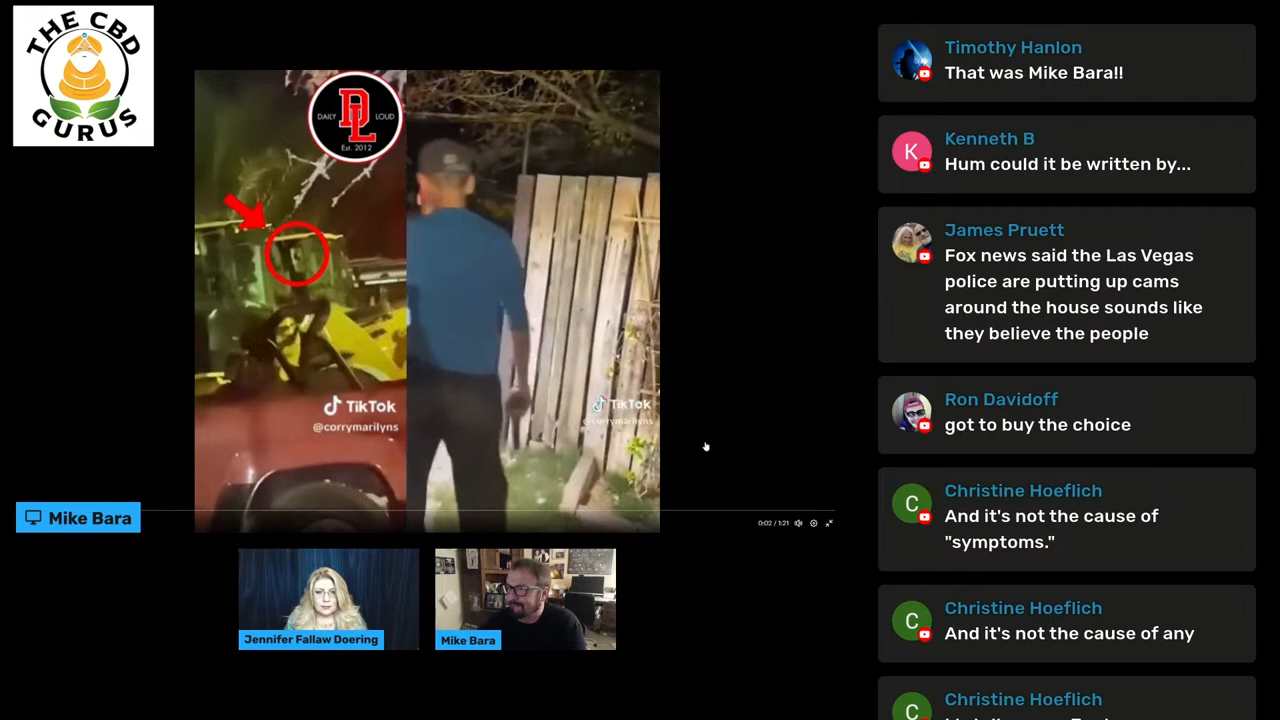 THE CBD
GURUS
DAILY
DL
LOUD
Est. 2012
TikTok
@corrymarilyns
TikTok
@corrymarilyns
Mike Bara
0:02 / 1:21
Jennifer Fallaw Doering
Mike Bara
Timothy Hanlon
That was Mike Bara!!
K
Kenneth B
Hum could it be written by...
James Pruett
Fox news said the Las Vegas
police are putting up cams
around the house sounds like
they believe the people
Ron Davidoff
got to buy the choice
C
Christine Hoeflich
And it's not the cause of
"symptoms."
C
Christine Hoeflich
And it's not the cause of any
C
Christine Hoeflich